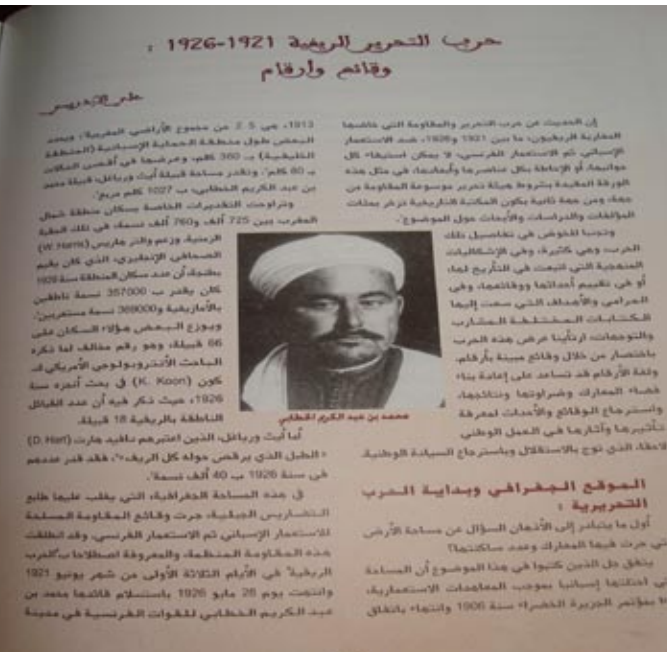 حرب التحرير الريفية 1921-1926 :
وقائع وأرقام
علي الإدريسي
إن الحديث عن حرب التحرير والمقاومة التي خاضها
المغاربة الريفيون، ما بين 1921 و1926، ضد الاستعمار
الإسباني ثم الاستعمار الفرنسي، لا يمكن استيفاء كل
جوانبها، أو الإحاطة بكل عناصرها وأبعادها، في مثل هذه
الورقة المقيدة بشروط هيئة تحرير موسوعة المقاومة من
جهة، ومن جهة ثانية يكون المكتبة التاريخية تزخر بمئات
المؤلفات والدراسات والأبحاث حول الموضوع.
وتجنبا للخوض في تفاصيل تلك
الحرب، وهي كثيرة، وفي الإشكاليات
المنهجية التي اتبعت في التأريخ لها،
أو في تقييم أحداثها ووقائعها، وفي
المرامي والأهداف التي سعت إليها
الكتابات المختلفة المشارب
والتوجهات، ارتأينا عرض هذه الحرب
باختصار من خلال وقائع مبينة بأرقام،
ولغة الأرقام قد تساعد على إعادة بناء
فضاء المعارك وضراوتها ونتائجها،
واسترجاع الوقائع والأحداث لمعرفة
تأثيرها وآثارها في العمل الوطني
لاحقا، الذي توج بالاستقلال وباسترجاع السيادة الوطنية.
الموقع الجغرافي وبداية الحرب
التحريرية :
أول ما يتبادر إلى الأذهان السؤال عن مساحة الأرض
التي جرت فيها المعارك وعدد ساكنتها؟
يتفق جل الذين كتبوا في هذا الموضوع أن المساحة
احتلتها إسبانيا بموجب المعاهدات الاستعمارية،
بمؤتمر الجزيرة الخضراء سنة 1906 وانتهاء باتفاق
1913، هي 5 2 من مجموع الأراضي المغربية، ويحدد
البعض طول منطقة الحماية الإسبانية (المنطقة
الخليفية) بـ 360 كلم، وعرضها في أقصى الحالات
بـ 80 كلم. وتقدر مساحة قبيلة أيث ورياغل، قبيلة محمد
بن عبد الكريم الخطابي، بـ 1027 كلم مربع.
وتراوحت التقديرات الخاصة بسكان منطقة شمال
المغرب بين 725 ألف و760 ألف نسمة، في تلك الحقبة
الزمنية. وزعم والتر هاريس (W. Harris)
الصحافي الإنجليزي، الذي كان يقيم
بطنجة، أن عدد سكان المنطقة سنة 1926
كان يقدر بـ 357000 نسمة ناطقين
بالأمازيغية و369000 نسمة مستعربين.
ويوزع البعض هؤلاء السكان على
66 قبيلة، وهو رقم مخالف لما ذكره
الباحث الأنتروبولوجي الأمريكي ك.
كون (K. Koon) في بحث أنجزه سنة
1926، حيث ذكر فيه أن عدد القبائل
الناطقة بالريفية 18 قبيلة.
أما أيث ورياغل، الذين اعتبرهم دافيد هارت (D. Hart)
« الطبل الذي يرقص حوله كل الريف»، فقد قدر عددهم
في سنة 1926 بـ 40 ألف نسمة.
في هذه المساحة الجغرافية، التي يغلب عليها طابع
التضاريس الجبلية، جرت وقائع المقاومة المسلحة
للاستعمار الإسباني ثم الاستعمار الفرنسي. وقد انطلقت
هذه المقاومة المنظمة، والمعروفة اصطلاحا بـ"الحرب
الريفية" في الأيام الثلاثة الأولى من شهر يونيو 1921
وانتهت يوم 26 مايو 1926 باستسلام قائدها محمد بن
عبد الكريم الخطابي للقوات الفرنسية في مدينة
محمد بن عبد الكريم الخطابي